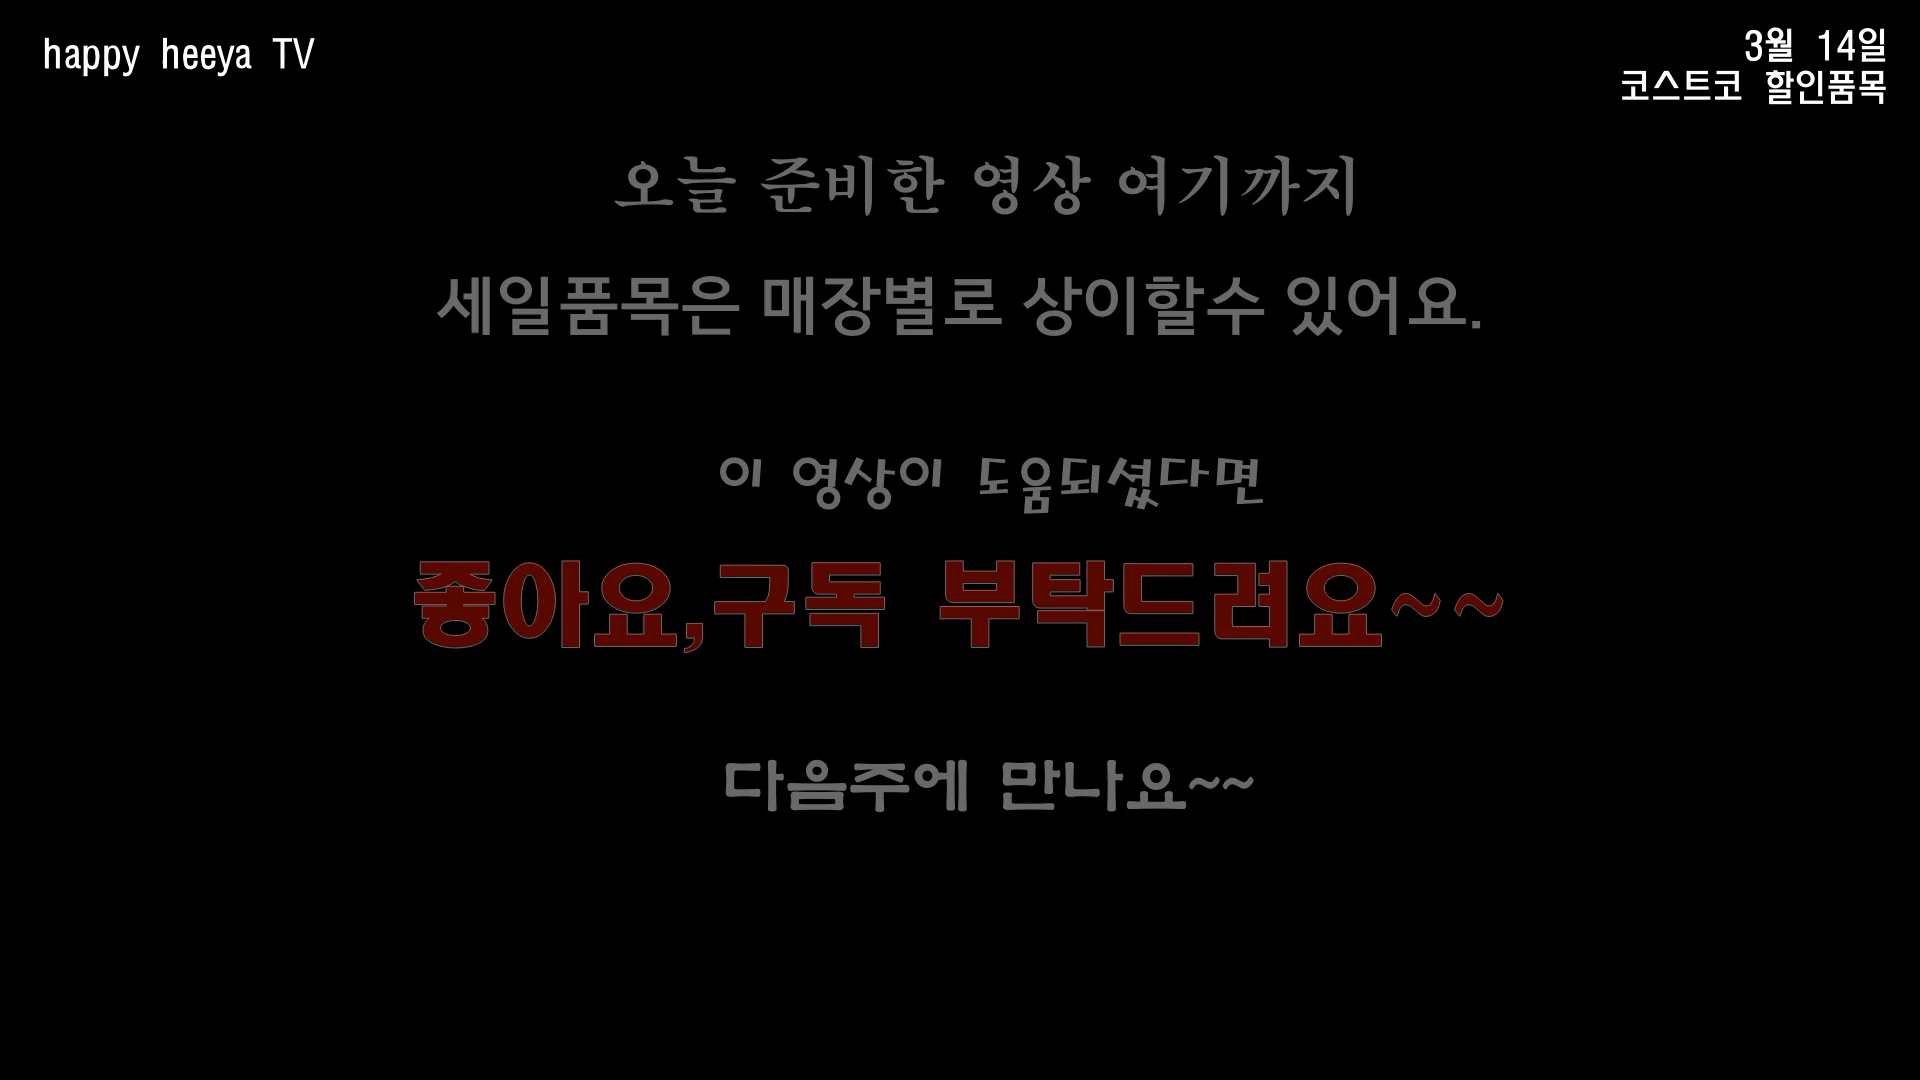 happy heeya TV
3월 14일
코스트코 할인품목
오늘 준비한 영상 여기까지
세일품목은 매장별로 상이할수 있어요.
이 영상이 도움되셨다면
좋아요,구독 부탁드려요~~
다음주에 만나요~~